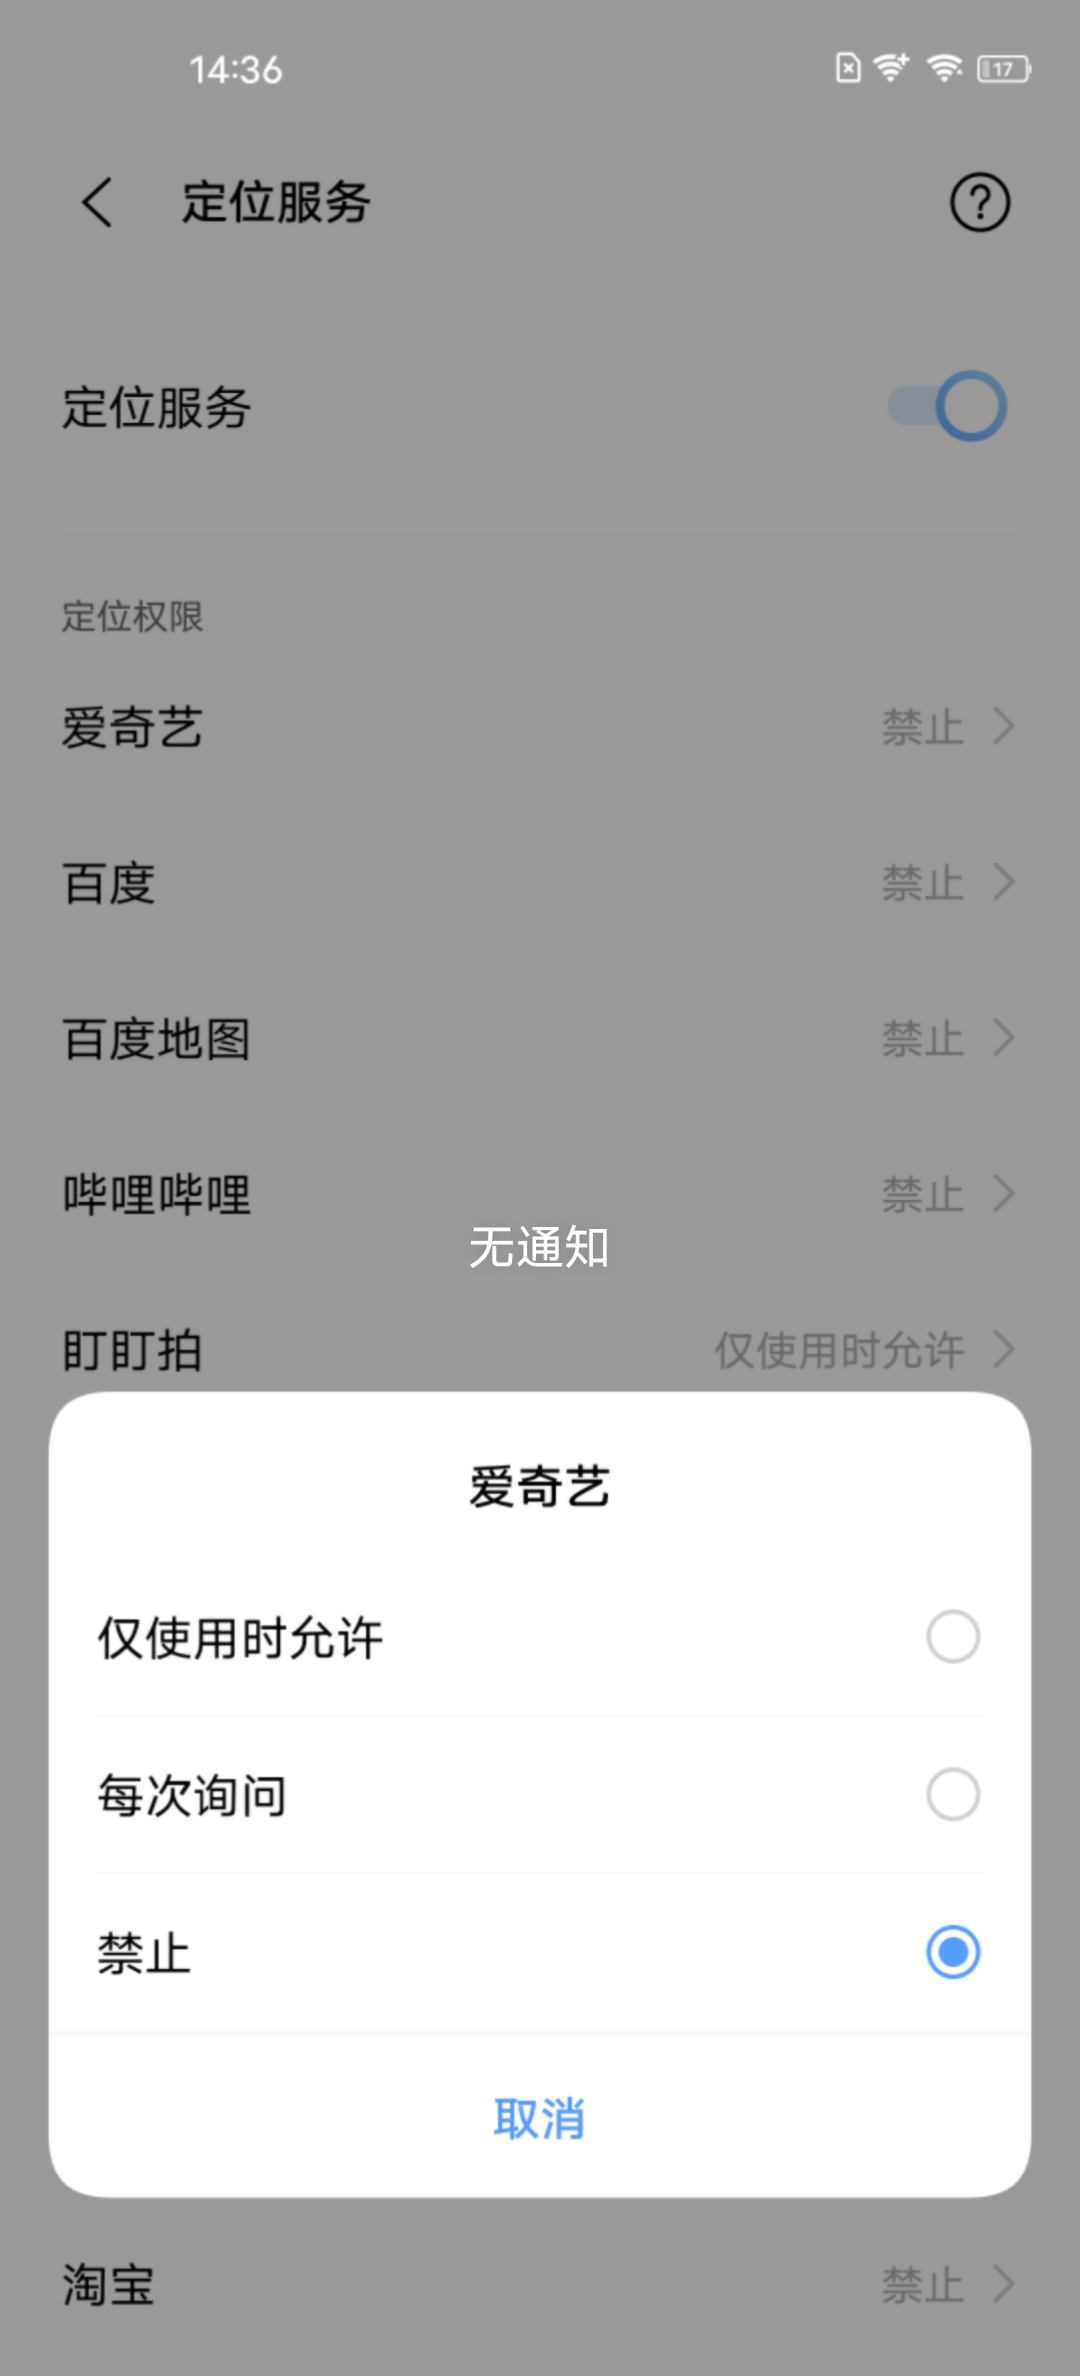 14:36
17
定位服务
定位服务
定位权限
爱奇艺 禁止
百度 禁止
百度地图 禁止
哔哩哔哩 禁止
无通知
盯盯拍 仅使用时允许
爱奇艺
仅使用时允许
每次询问
禁止
取消
淘宝 禁止